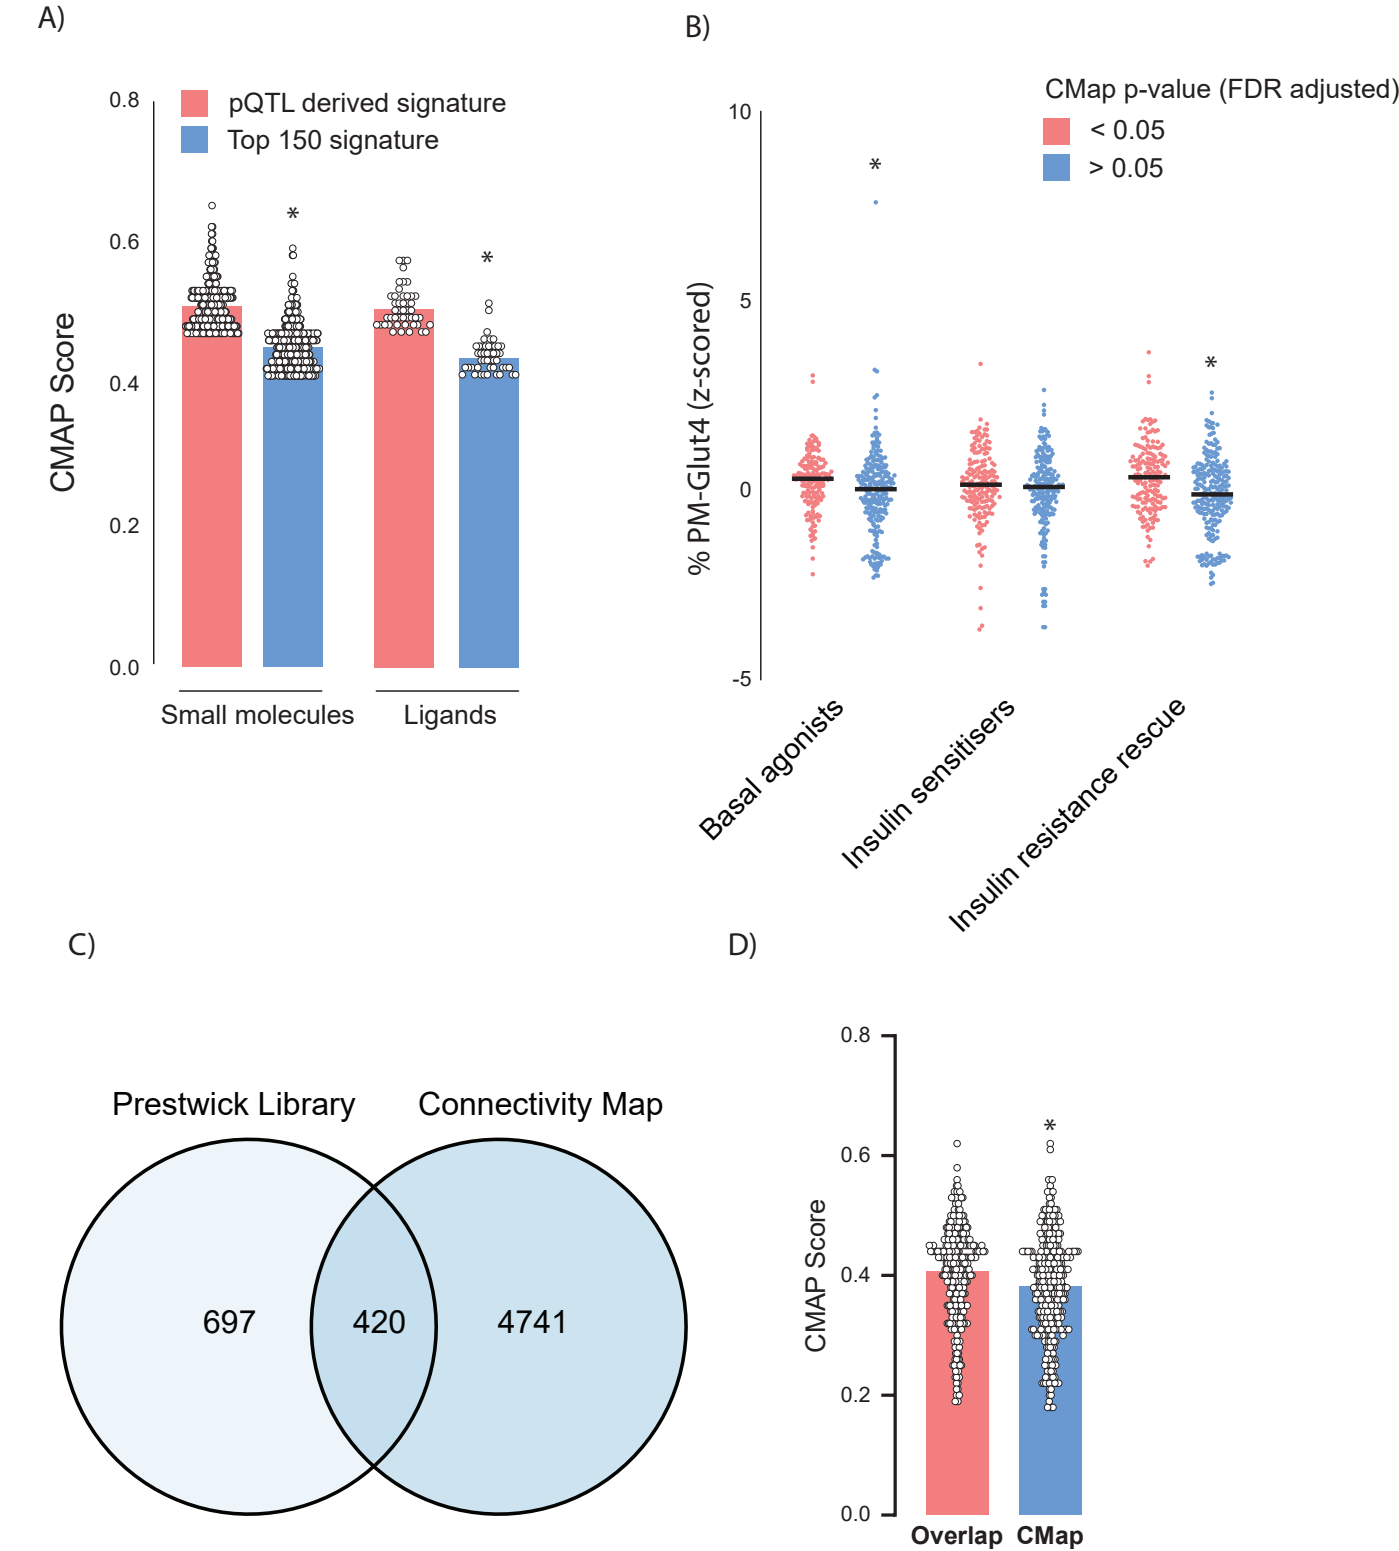 A)
pQTL derived signature
Top 150 signature
CMAP Score
0.8
0.6
0.4
0.2
0.0
*
*
Small molecules
Ligands
B)
CMap p-value (FDR adjusted)
< 0.05
> 0.05
% PM-Glut4 (z-scored)
10
5
0
-5
*
*
Basal agonists
Insulin sensitisers
Insulin resistance rescue
C)
Prestwick Library
Connectivity Map
697
420
4741
D)
CMAP Score
0.8
0.6
0.4
0.2
0.0
*
Overlap
CMap